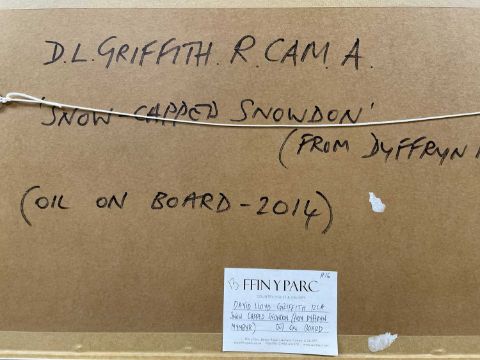 D.L. GRIFFITH. R. CAM. A.
'SNOW-CAPPED SNOWDON'
(FROM DYFFRYN
(OIL ON BOARD - 2014)
R16
FFIN Y PARC
DAVID LLOYD GRIFFITH RCA
SNOW CAPPED SNOWDON (FROM DYFFRYN
MYMBYR) OIL ON BOARD